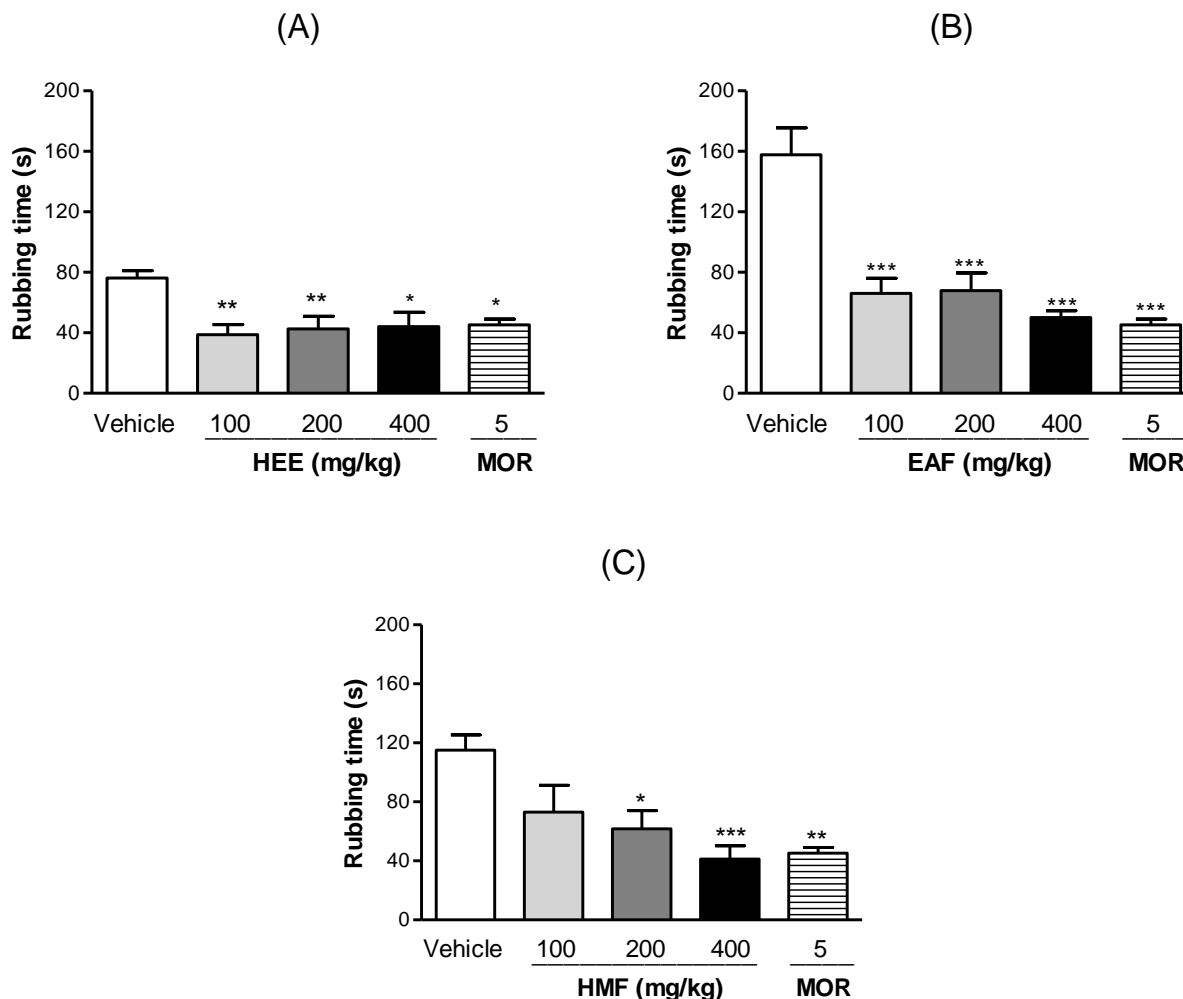 (A)
200
160
120
80
40
0
Rubbing time (s)
**
**
*
*
Vehicle 100 200 400 5
HEE (mg/kg) MOR
(B)
200
160
120
80
40
0
Rubbing time (s)
***
***
***
***
Vehicle 100 200 400 5
EAF (mg/kg) MOR
(C)
200
160
120
80
40
0
Rubbing time (s)
*
***
**
Vehicle 100 200 400 5
HMF (mg/kg) MOR